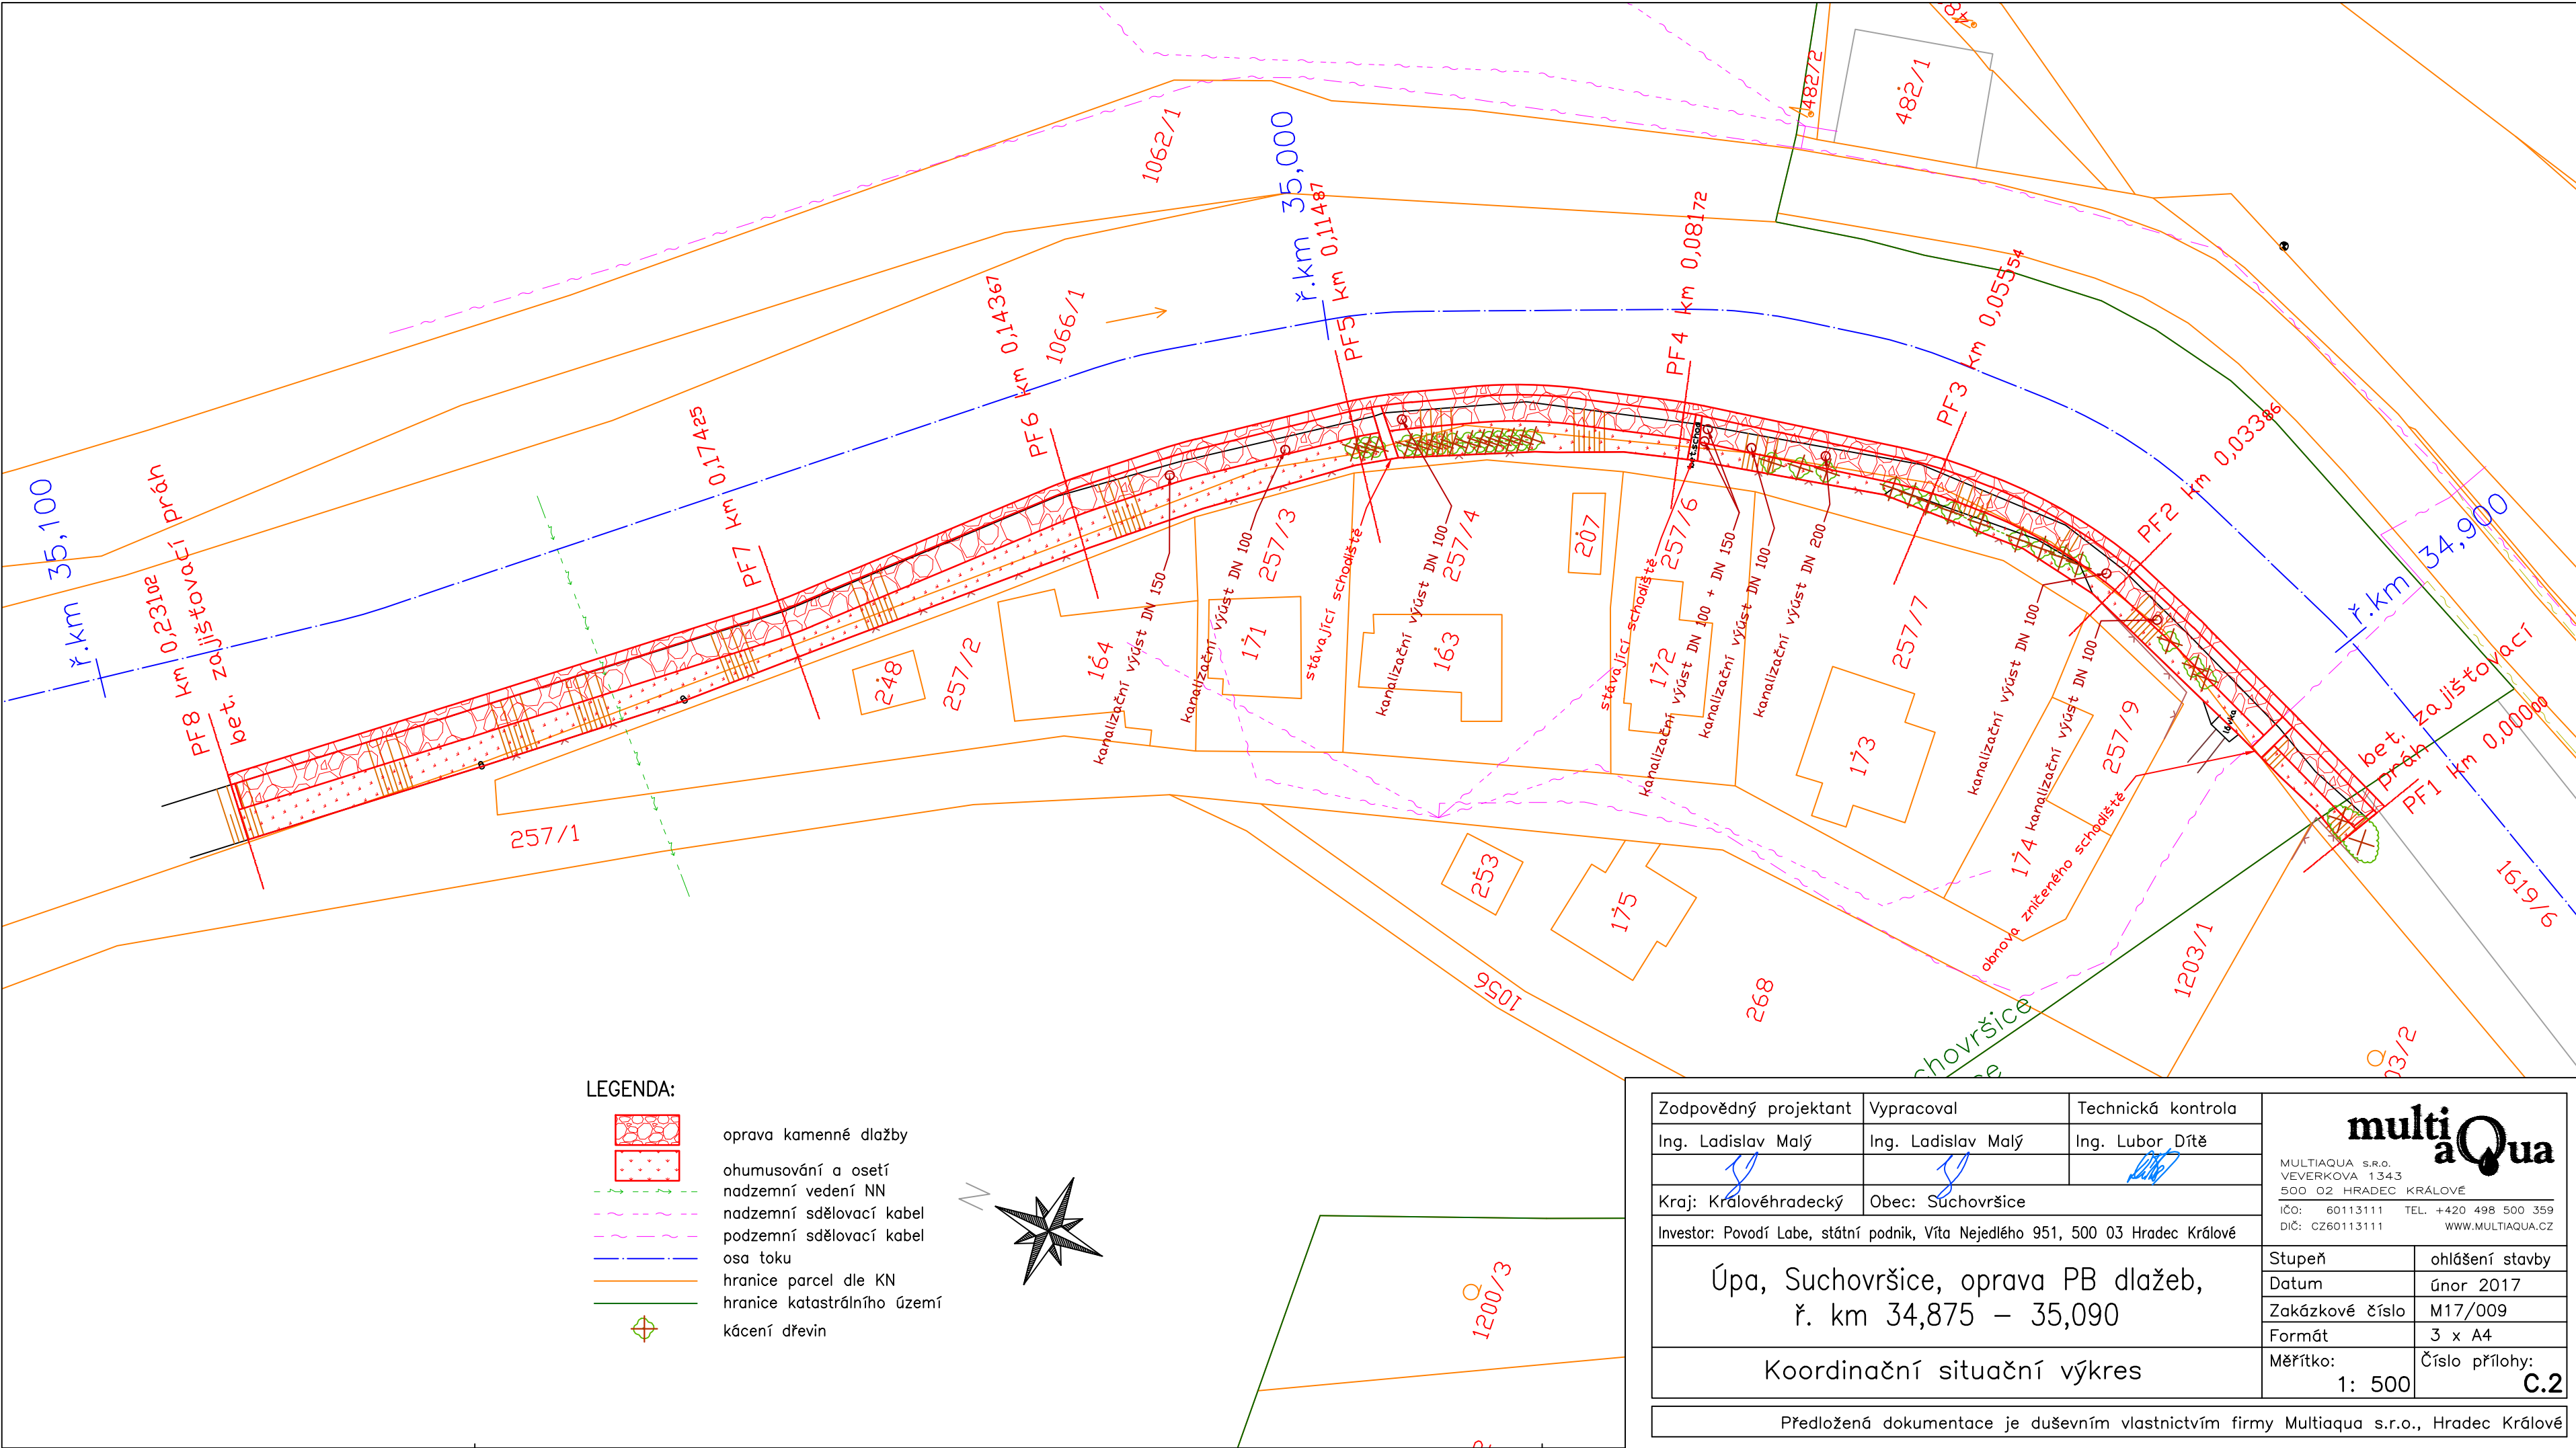 482/2
482/1
1062/1
ř.km 35,000
PF5 km 0,11487
PF4 km 0,08172
PF3 km 0,05554
PF6 km 0,14367
1066/1
PF7 km 0,17425
PF2 km 0,03386
ř.km 34,900
ř.km 35,100
PF8 km 0,23102
bet. zajišťovací práh
bet. zajišťovací
práh
PF1 km 0,00000
bet.schod
lávka
kanalizační výúst DN 150
kanalizační výúst DN 100
257/3
stávající schodiště
kanalizační výúst DN 100
257/4
207
stávající schodiště
257/6
kanalizační výúst DN 100 + DN 150
kanalizační výúst DN 100
kanalizační výúst DN 200
257/7
kanalizační výúst DN 100
kanalizační výúst DN 100
257/9
obnova zničeného schodiště
248
257/2
164
171
163
172
173
174
257/1
253
175
1056
268
1203/1
1619/6
03/2
chovršice
ce
1200/3
LEGENDA:
oprava kamenné dlažby
ohumusování a osetí
nadzemní vedení NN
nadzemní sdělovací kabel
podzemní sdělovací kabel
osa toku
hranice parcel dle KN
hranice katastrálního území
kácení dřevin
Zodpovědný projektant
Vypracoval
Technická kontrola
Ing. Ladislav Malý
Ing. Ladislav Malý
Ing. Lubor Dítě
Kraj: Královéhradecký
Obec: Suchovršice
Investor: Povodí Labe, státní podnik, Víta Nejedlého 951, 500 03 Hradec Králové
Úpa, Suchovršice, oprava PB dlažeb,
ř. km 34,875 – 35,090
Koordinační situační výkres
multi
aQua
MULTIAQUA s.r.o.
VEVERKOVA 1343
500 02 HRADEC KRÁLOVÉ
IČO: 60113111 TEL. +420 498 500 359
DIČ: CZ60113111 WWW.MULTIAQUA.CZ
Stupeň ohlášení stavby
Datum únor 2017
Zakázkové číslo M17/009
Formát 3 x A4
Měřítko: 1: 500
Číslo přílohy: C.2
Předložená dokumentace je duševním vlastnictvím firmy Multiaqua s.r.o., Hradec Králové